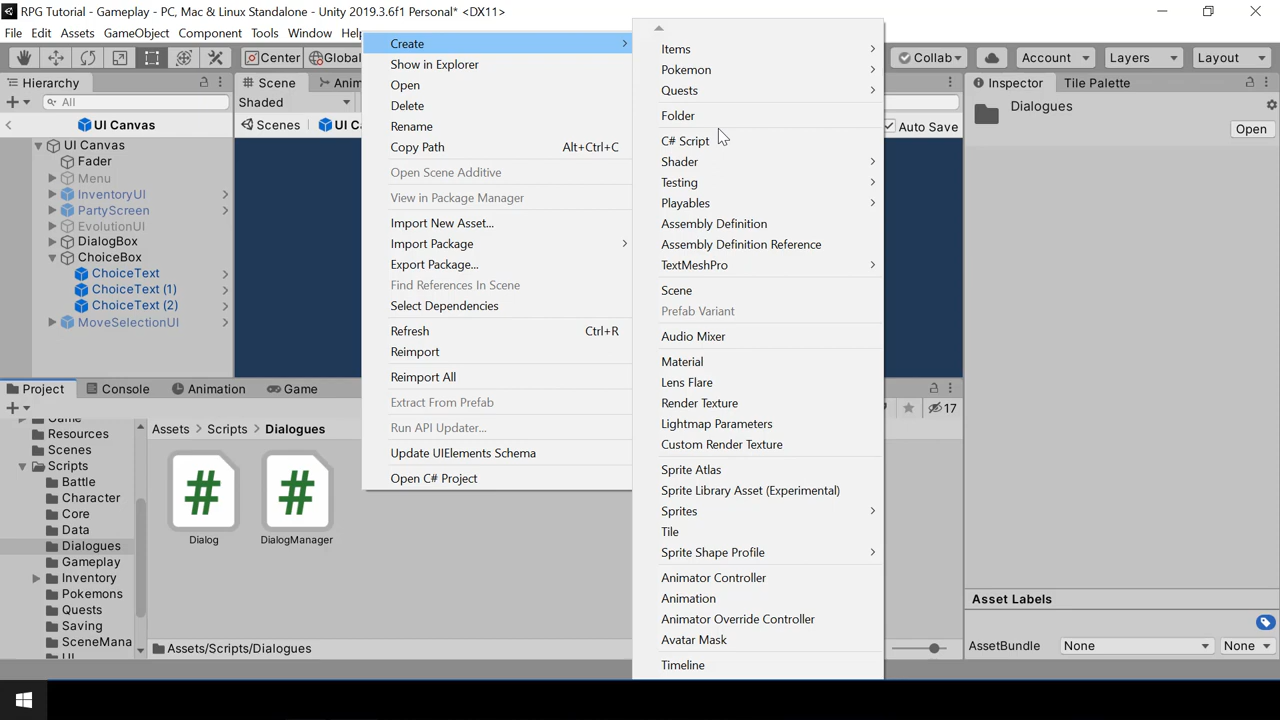 RPG Tutorial - Gameplay - PC, Mac & Linux Standalone - Unity 2019.3.6f1 Personal* <DX11>
File Edit Assets GameObject Component Tools Window Help
Center Global Collab Account Layers Layout
Hierarchy
All
UI Canvas
UI Canvas
Fader
Menu
InventoryUI
PartyScreen
EvolutionUI
DialogBox
ChoiceBox
ChoiceText
ChoiceText (1)
ChoiceText (2)
MoveSelectionUI
Scene Anim
Shaded
Scenes UI C
Auto Save
Create
Show in Explorer
Open
Delete
Rename
Copy Path Alt+Ctrl+C
Open Scene Additive
View in Package Manager
Import New Asset...
Import Package
Export Package...
Find References In Scene
Select Dependencies
Refresh Ctrl+R
Reimport
Reimport All
Extract From Prefab
Run API Updater...
Update UIElements Schema
Open C# Project
Items
Pokemon
Quests
Folder
C# Script
Shader
Testing
Playables
Assembly Definition
Assembly Definition Reference
TextMeshPro
Scene
Prefab Variant
Audio Mixer
Material
Lens Flare
Render Texture
Lightmap Parameters
Custom Render Texture
Sprite Atlas
Sprite Library Asset (Experimental)
Sprites
Tile
Sprite Shape Profile
Animator Controller
Animation
Animator Override Controller
Avatar Mask
Timeline
Inspector Tile Palette
Dialogues
Open
Asset Labels
AssetBundle None None
Project Console Animation Game
17
Game
Resources
Scenes
Scripts
Battle
Character
Core
Data
Dialogues
Gameplay
Inventory
Pokemons
Quests
Saving
SceneMana
UI
Assets > Scripts > Dialogues
# #
Dialog DialogManager
Assets/Scripts/Dialogues